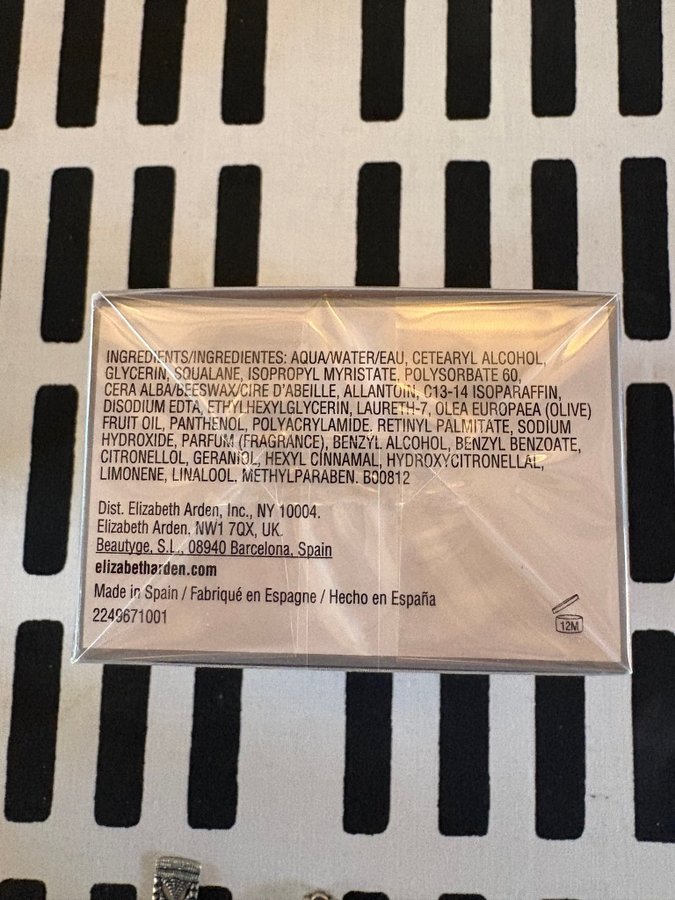 INGREDIENTS/INGREDIENTES: AQUA/WATER/EAU, CETEARYL ALCOHOL,
GLYCERIN, SQUALANE, ISOPROPYL MYRISTATE, POLYSORBATE 60,
CERA ALBA/BEESWAX/CIRE D'ABEILLE, ALLANTOIN, C13-14 ISOPARAFFIN,
DISODIUM EDTA, ETHYLHEXYLGLYCERIN, LAURETH-7, OLEA EUROPAEA (OLIVE)
FRUIT OIL, PANTHENOL, POLYACRYLAMIDE, RETINYL PALMITATE, SODIUM
HYDROXIDE, PARFUM (FRAGRANCE), BENZYL ALCOHOL, BENZYL BENZOATE,
CITRONELLOL, GERANIOL, HEXYL CINNAMAL, HYDROXYCITRONELLAL,
LIMONENE, LINALOOL, METHYLPARABEN. B00812
Dist. Elizabeth Arden, Inc., NY 10004.
Elizabeth Arden. NW1 7QX, UK.
Beautyge, S.L., 08940 Barcelona, Spain
elizabetharden.com
Made in Spain / Fabriqué en Espagne / Hecho en España
2249671001
12M